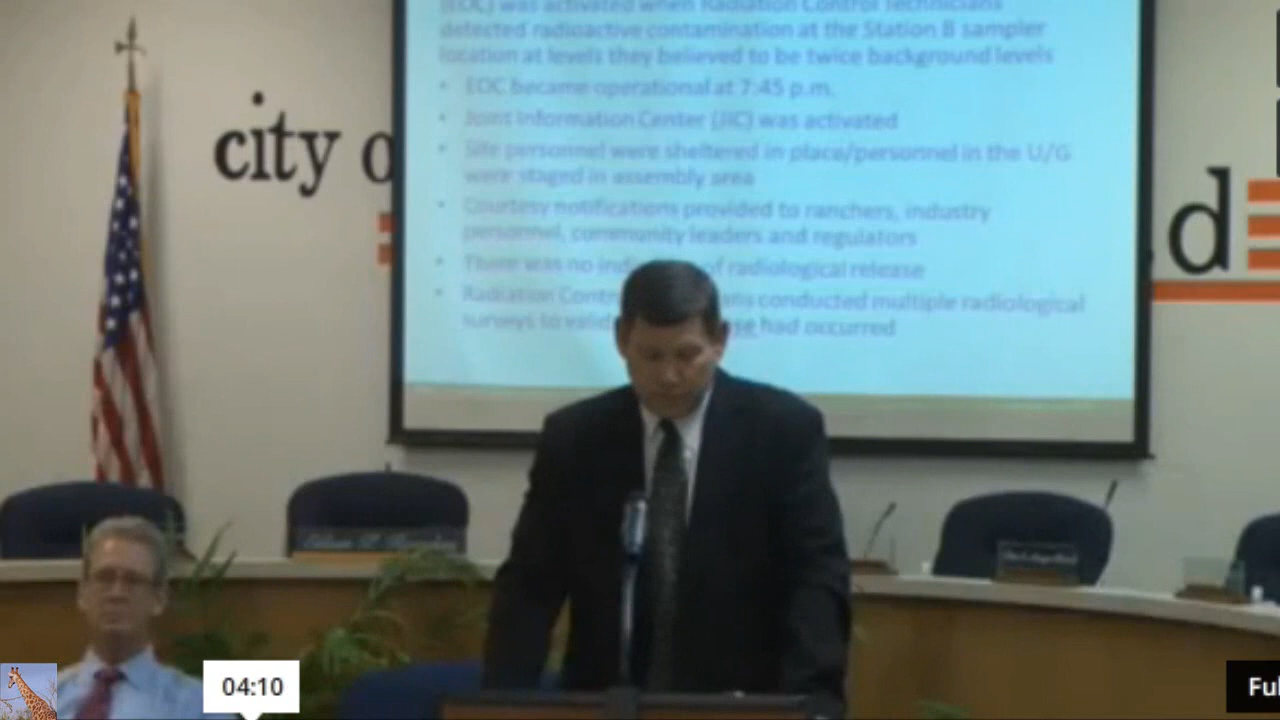 (EOC) was activated when Radiation Control Technicians
detected radioactive contamination at the Station B sampler
location at levels they believed to be twice background levels
• EOC became operational at 7:45 p.m.
• Joint Information Center (JIC) was activated
• Site personnel were sheltered in place/personnel in the U/G
were staged in assembly area
• Courtesy notifications provided to ranchers, industry
personnel, community leaders and regulators
• There was no of radiological release
• Radiation conducted multiple radiological
surveys to had occurred
city o
d
04:10
Ful